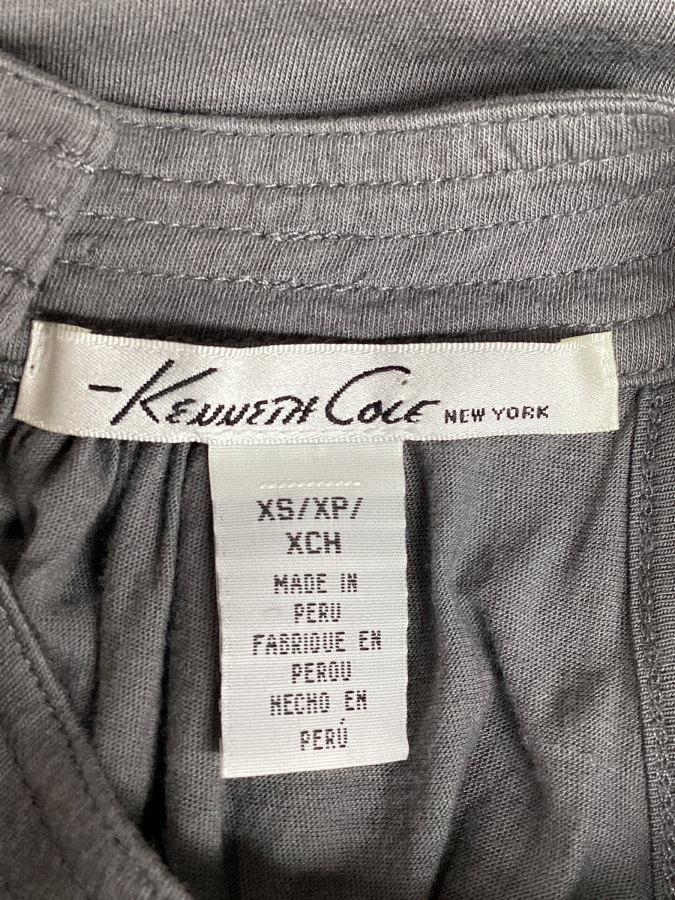 -KENNETH COLE NEW YORK
XS/XP/
XCH
MADE IN
PERU
FABRIQUE EN
PEROU
HECHO EN
PERÚ